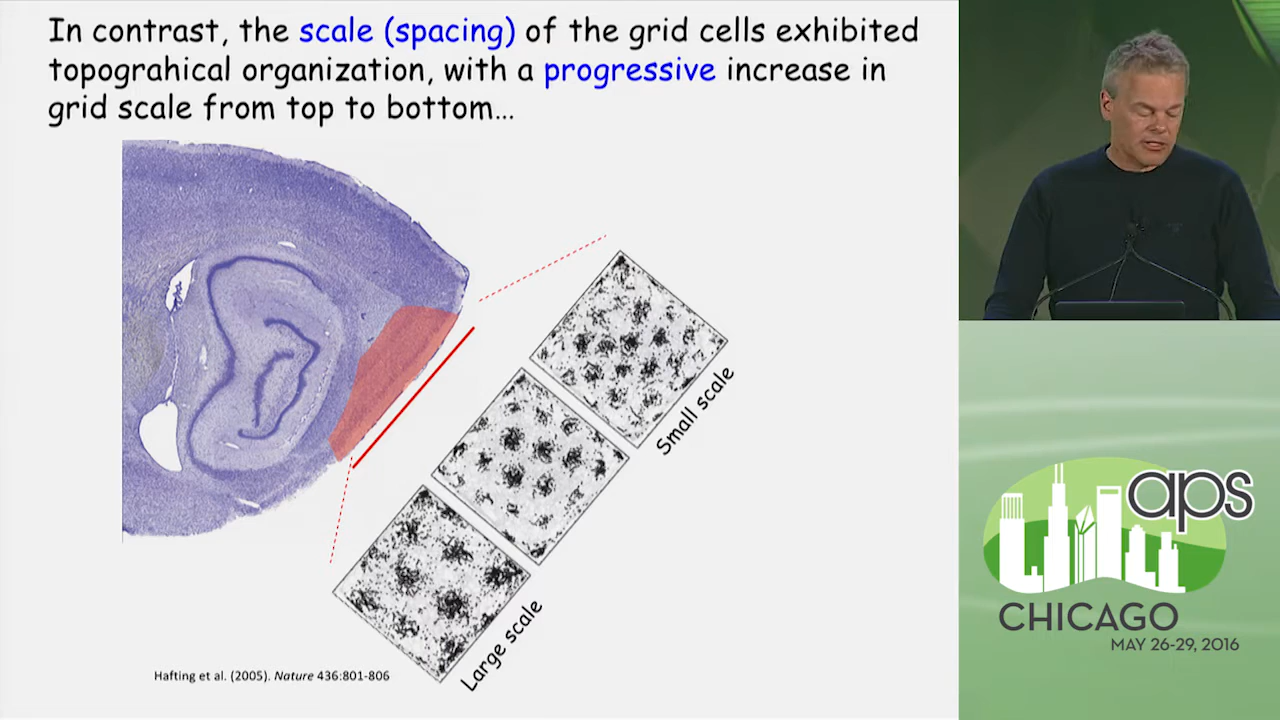 In contrast, the scale (spacing) of the grid cells exhibited
topograhical organization, with a progressive increase in
grid scale from top to bottom...
Small scale
Large scale
Hafting et al. (2005). Nature 436:801-806
aps
CHICAGO
MAY 26-29, 2016